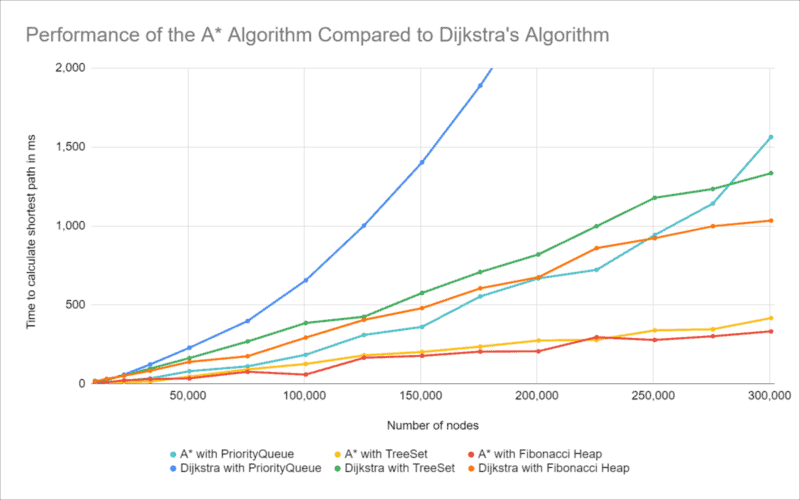 Performance of the A* Algorithm Compared to Dijkstra's Algorithm
2,000
1,500
1,000
500
0
Time to calculate shortest path in ms
50,000 100,000 150,000 200,000 250,000 300,000
Number of nodes
A* with PriorityQueue A* with TreeSet A* with Fibonacci Heap
Dijkstra with PriorityQueue Dijkstra with TreeSet Dijkstra with Fibonacci Heap